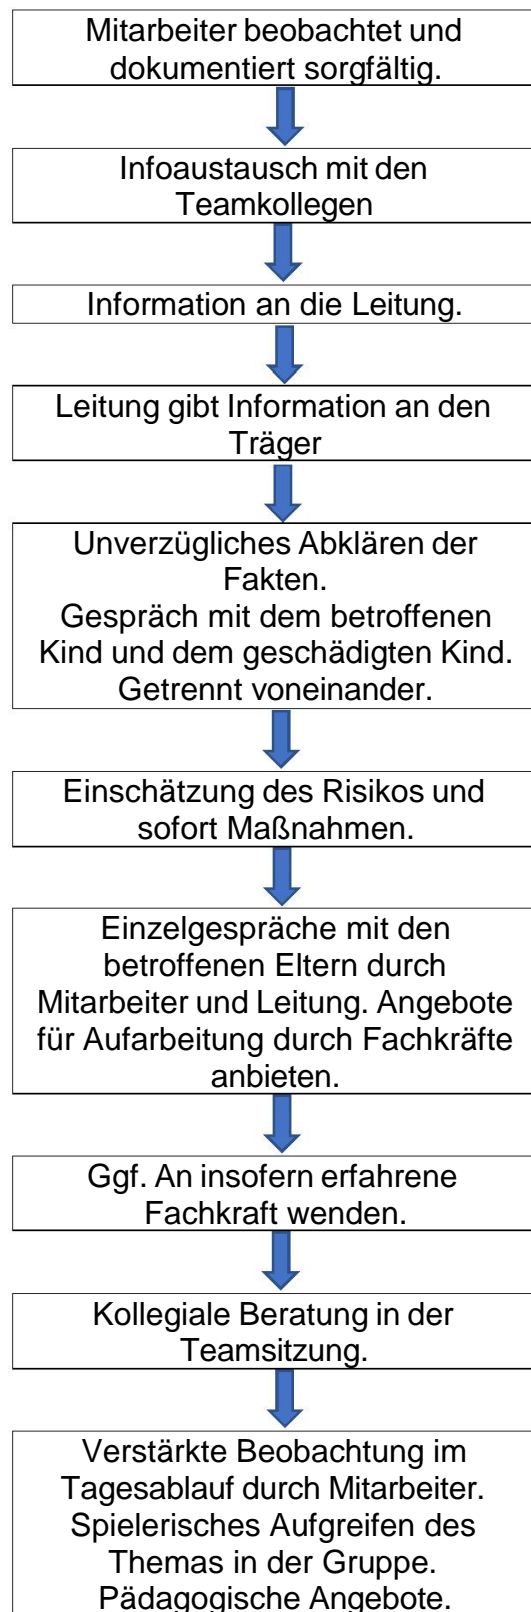 Mitarbeiter beobachtet und
dokumentiert sorgfältig.
Infoaustausch mit den
Teamkollegen
Information an die Leitung.
Leitung gibt Information an den
Träger
Unverzügliches Abklären der
Fakten.
Gespräch mit dem betroffenen
Kind und dem geschädigten Kind.
Getrennt voneinander.
Einschätzung des Risikos und
sofort Maßnahmen.
Einzelgespräche mit den
betroffenen Eltern durch
Mitarbeiter und Leitung. Angebote
für Aufarbeitung durch Fachkräfte
anbieten.
Ggf. An insofern erfahrene
Fachkraft wenden.
Kollegiale Beratung in der
Teamsitzung.
Verstärkte Beobachtung im
Tagesablauf durch Mitarbeiter.
Spielerisches Aufgreifen des
Themas in der Gruppe.
Pädagogische Angebote.